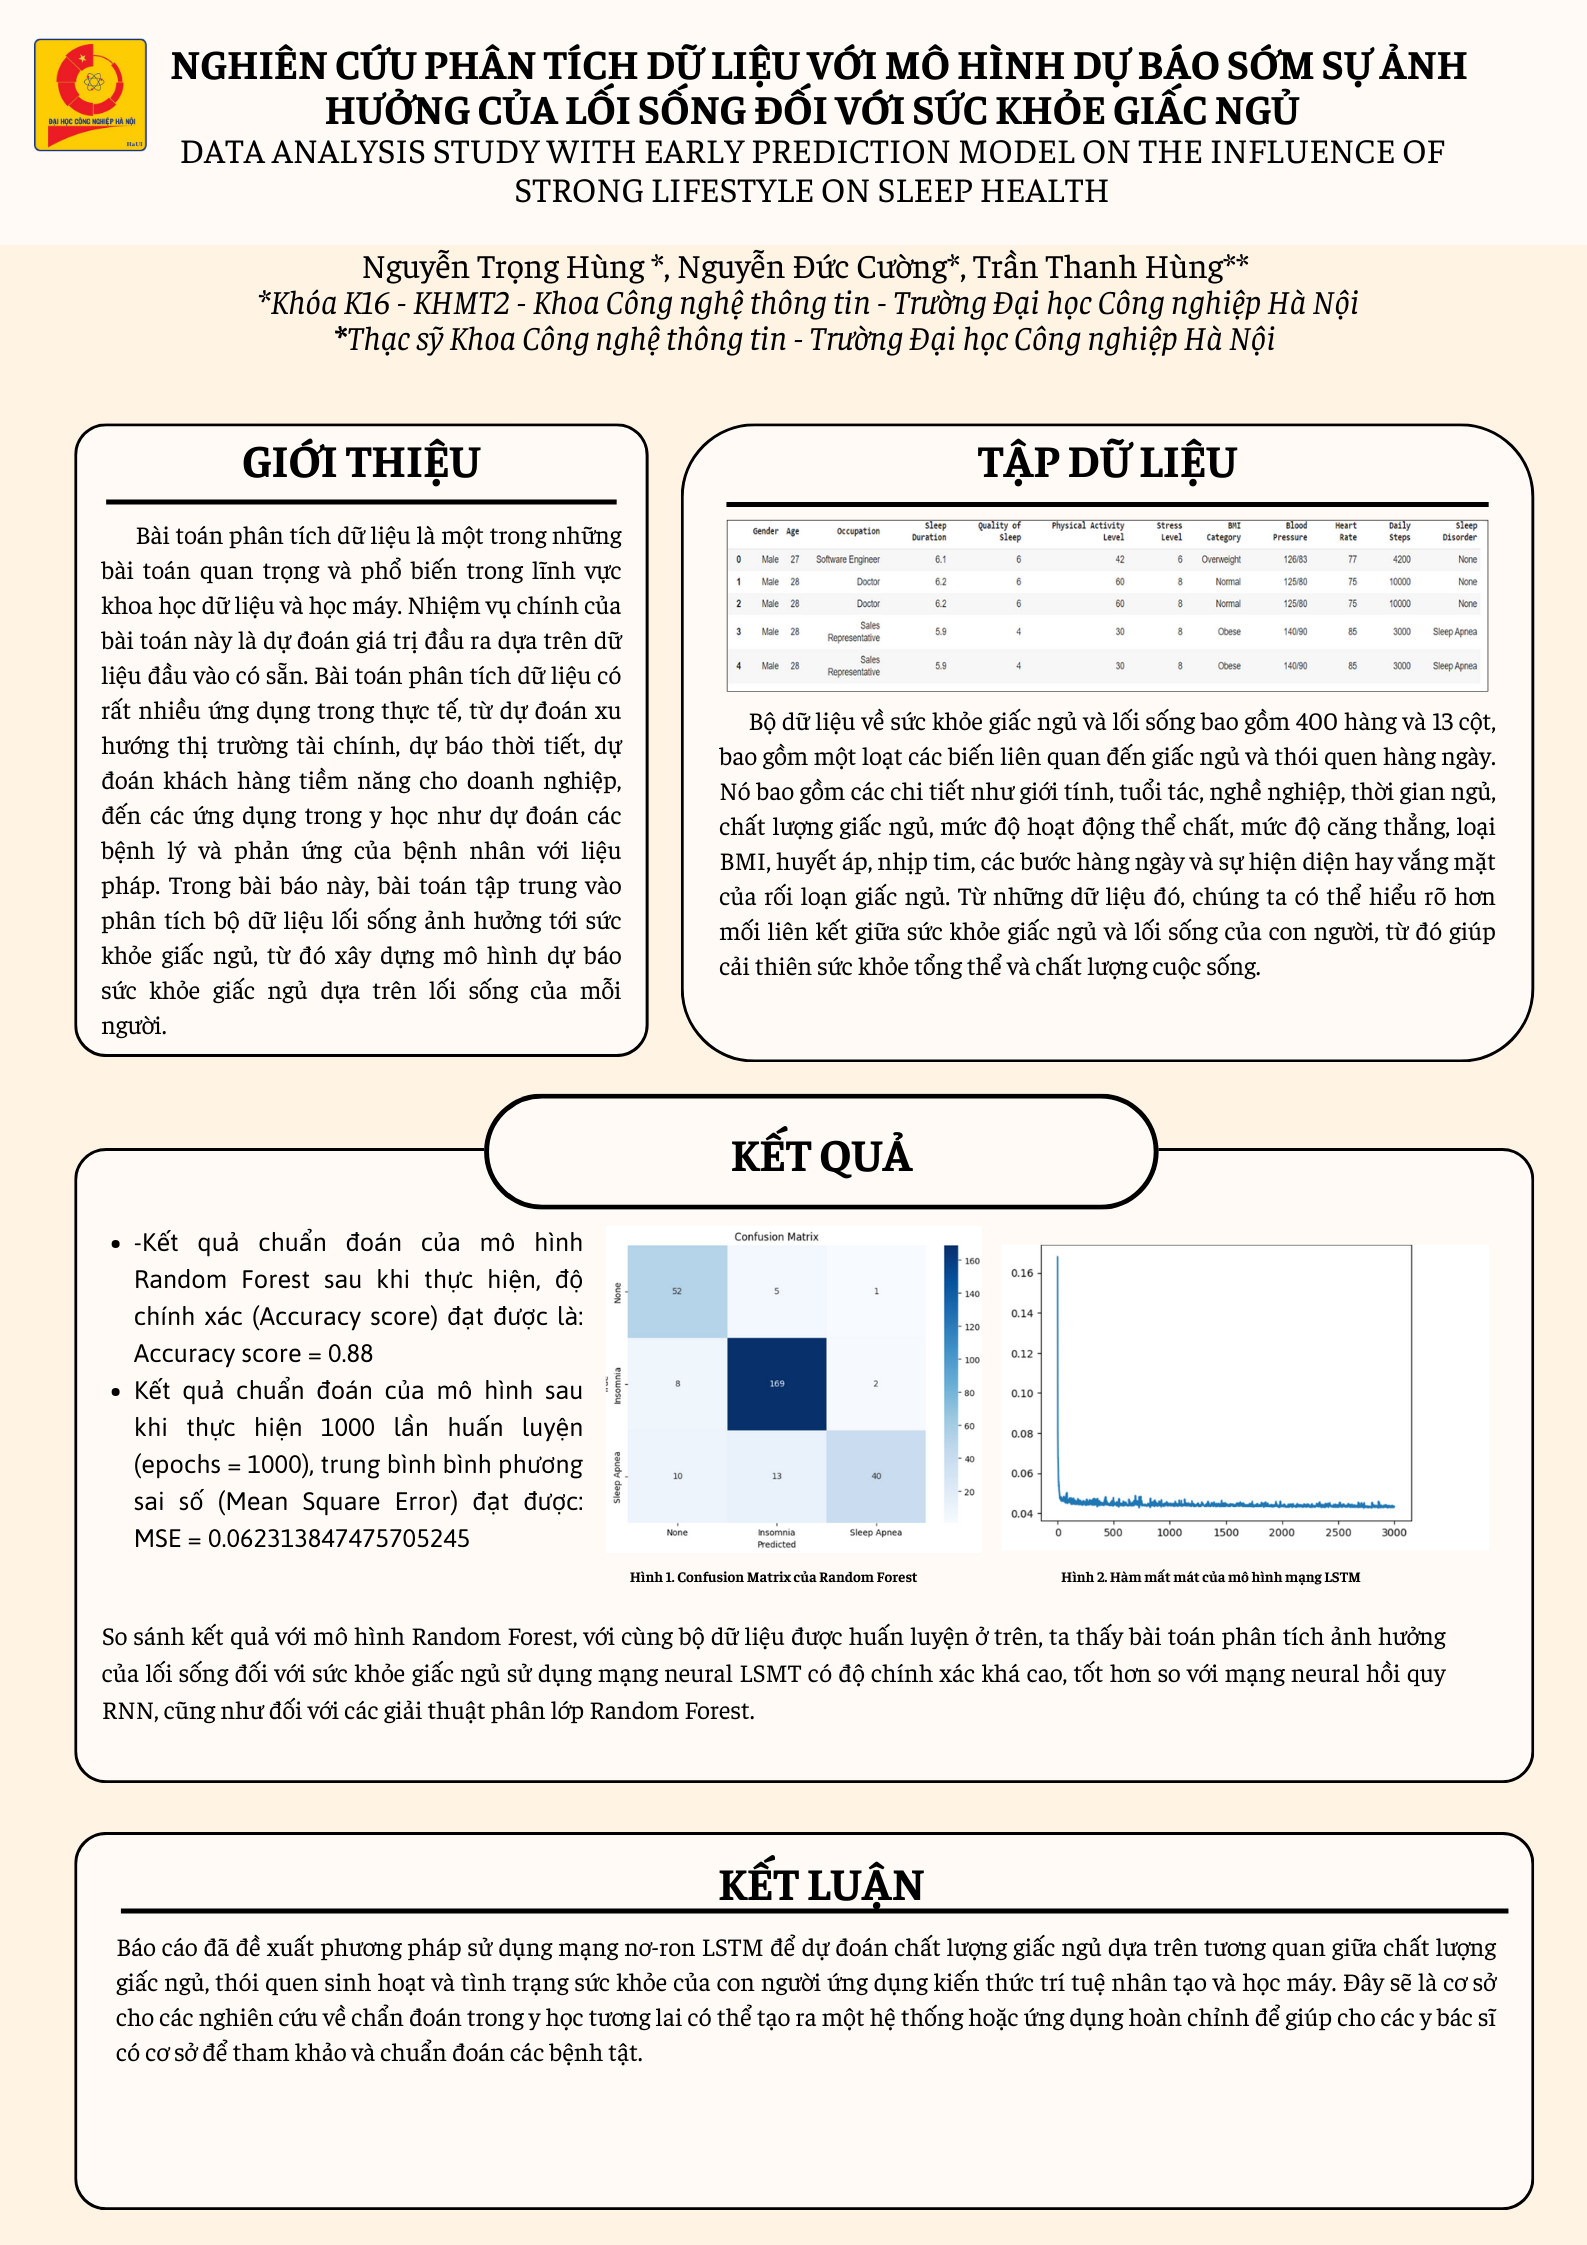 ĐẠI HỌC CÔNG NGHIỆP HÀ NỘI
HaUI
NGHIÊN CỨU PHÂN TÍCH DỮ LIỆU VỚI MÔ HÌNH DỰ BÁO SỚM SỰ ẢNH
HƯỞNG CỦA LỐI SỐNG ĐỐI VỚI SỨC KHỎE GIẤC NGỦ
DATA ANALYSIS STUDY WITH EARLY PREDICTION MODEL ON THE INFLUENCE OF
STRONG LIFESTYLE ON SLEEP HEALTH
Nguyễn Trọng Hùng *, Nguyễn Đức Cường*, Trần Thanh Hùng**
*Khóa K16 - KHMT2 - Khoa Công nghệ thông tin - Trường Đại học Công nghiệp Hà Nội
*Thạc sỹ Khoa Công nghệ thông tin - Trường Đại học Công nghiệp Hà Nội
GIỚI THIỆU
Bài toán phân tích dữ liệu là một trong những
bài toán quan trọng và phổ biến trong lĩnh vực
khoa học dữ liệu và học máy. Nhiệm vụ chính của
bài toán này là dự đoán giá trị đầu ra dựa trên dữ
liệu đầu vào có sẵn. Bài toán phân tích dữ liệu có
rất nhiều ứng dụng trong thực tế, từ dự đoán xu
hướng thị trường tài chính, dự báo thời tiết, dự
đoán khách hàng tiềm năng cho doanh nghiệp,
đến các ứng dụng trong y học như dự đoán các
bệnh lý và phản ứng của bệnh nhân với liệu
pháp. Trong bài báo này, bài toán tập trung vào
phân tích bộ dữ liệu lối sống ảnh hưởng tới sức
khỏe giấc ngủ, từ đó xây dựng mô hình dự báo
sức khỏe giấc ngủ dựa trên lối sống của mỗi
người.
TẬP DỮ LIỆU
Gender Age Occupation Sleep Duration Quality of Sleep Physical Activity Level Stress Level BMI Category Blood Pressure Heart Rate Daily Steps Sleep Disorder
0 Male 27 Software Engineer 6.1 6 42 6 Overweight 126/83 77 4200 None
1 Male 28 Doctor 6.2 6 60 8 Normal 125/80 75 10000 None
2 Male 28 Doctor 6.2 6 60 8 Normal 125/80 75 10000 None
3 Male 28 Sales Representative 5.9 4 30 8 Obese 140/90 85 3000 Sleep Apnea
4 Male 28 Sales Representative 5.9 4 30 8 Obese 140/90 85 3000 Sleep Apnea
Bộ dữ liệu về sức khỏe giấc ngủ và lối sống bao gồm 400 hàng và 13 cột,
bao gồm một loạt các biến liên quan đến giấc ngủ và thói quen hàng ngày.
Nó bao gồm các chi tiết như giới tính, tuổi tác, nghề nghiệp, thời gian ngủ,
chất lượng giấc ngủ, mức độ hoạt động thể chất, mức độ căng thẳng, loại
BMI, huyết áp, nhịp tim, các bước hàng ngày và sự hiện diện hay vắng mặt
của rối loạn giấc ngủ. Từ những dữ liệu đó, chúng ta có thể hiểu rõ hơn
mối liên kết giữa sức khỏe giấc ngủ và lối sống của con người, từ đó giúp
cải thiên sức khỏe tổng thể và chất lượng cuộc sống.
KẾT QUẢ
• -Kết quả chuẩn đoán của mô hình
Random Forest sau khi thực hiện, độ
chính xác (Accuracy score) đạt được là:
Accuracy score = 0.88
• Kết quả chuẩn đoán của mô hình sau
khi thực hiện 1000 lần huấn luyện
(epochs = 1000), trung bình bình phương
sai số (Mean Square Error) đạt được:
MSE = 0.062313847475705245
Confusion Matrix
None 52 5 1
Insomnia 8 169 2
Sleep Apnea 10 13 40
None Insomnia Sleep Apnea
Predicted
160
140
120
100
80
60
40
20
Hình 1. Confusion Matrix của Random Forest
0.16
0.14
0.12
0.10
0.08
0.06
0.04
0 500 1000 1500 2000 2500 3000
Hình 2. Hàm mất mát của mô hình mạng LSTM
So sánh kết quả với mô hình Random Forest, với cùng bộ dữ liệu được huấn luyện ở trên, ta thấy bài toán phân tích ảnh hưởng
của lối sống đối với sức khỏe giấc ngủ sử dụng mạng neural LSMT có độ chính xác khá cao, tốt hơn so với mạng neural hồi quy
RNN, cũng như đối với các giải thuật phân lớp Random Forest.
KẾT LUẬN
Báo cáo đã đề xuất phương pháp sử dụng mạng nơ-ron LSTM để dự đoán chất lượng giấc ngủ dựa trên tương quan giữa chất lượng
giấc ngủ, thói quen sinh hoạt và tình trạng sức khỏe của con người ứng dụng kiến thức trí tuệ nhân tạo và học máy. Đây sẽ là cơ sở
cho các nghiên cứu về chẩn đoán trong y học tương lai có thể tạo ra một hệ thống hoặc ứng dụng hoàn chỉnh để giúp cho các y bác sĩ
có cơ sở để tham khảo và chuẩn đoán các bệnh tật.